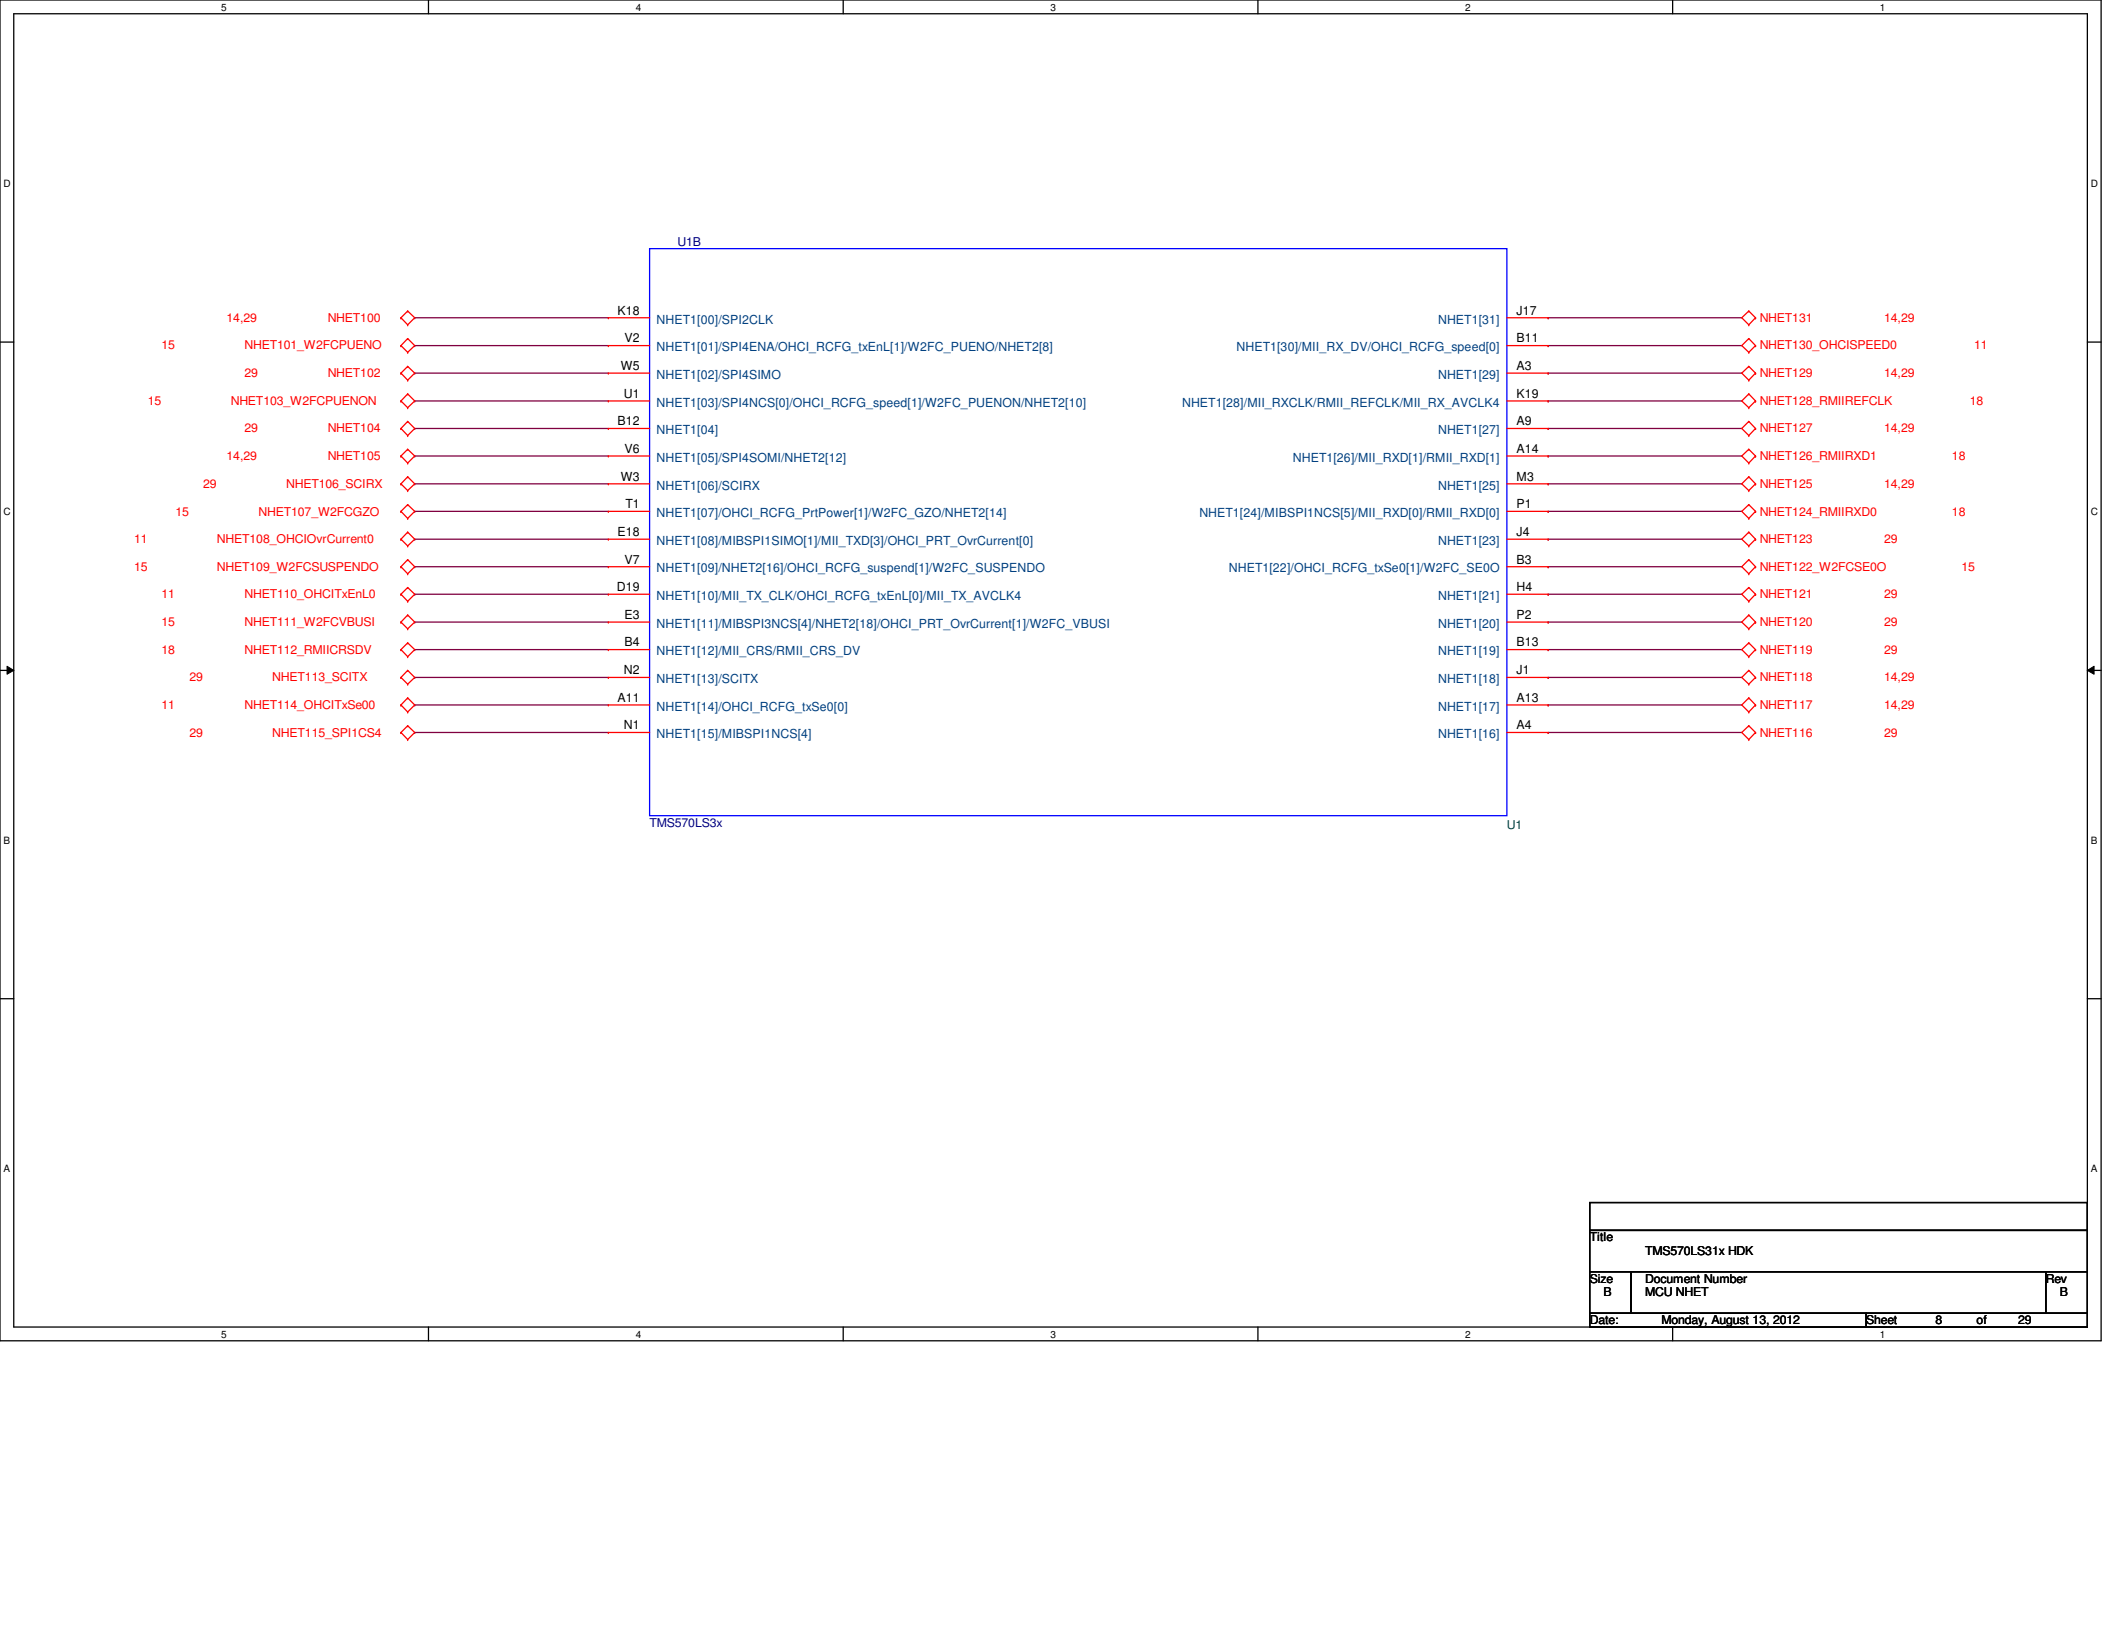 5 4 3 2 1
D D
U1B
14,29 NHET100 K18 NHET1[00]/SPI2CLK NHET1[31] J17 NHET131 14,29
15 NHET101_W2FCPUENO V2 NHET1[01]/SPI4ENA/OHCI_RCFG_txEnL[1]/W2FC_PUENO/NHET2[8] NHET1[30]/MII_RX_DV/OHCI_RCFG_speed[0] B11 NHET130_OHCISPEED0 11
29 NHET102 W5 NHET1[02]/SPI4SIMO NHET1[29] A3 NHET129 14,29
15 NHET103_W2FCPUENON U1 NHET1[03]/SPI4NCS[0]/OHCI_RCFG_speed[1]/W2FC_PUENON/NHET2[10] NHET1[28]/MII_RXCLK/RMII_REFCLK/MII_RX_AVCLK4 K19 NHET128_RMIIREFCLK 18
29 NHET104 B12 NHET1[04] NHET1[27] A9 NHET127 14,29
14,29 NHET105 V6 NHET1[05]/SPI4SOMI/NHET2[12] NHET1[26]/MII_RXD[1]/RMII_RXD[1] A14 NHET126_RMIIRXD1 18
29 NHET106_SCIRX W3 NHET1[06]/SCIRX NHET1[25] M3 NHET125 14,29
C 15 NHET107_W2FCGZO T1 NHET1[07]/OHCI_RCFG_PrtPower[1]/W2FC_GZO/NHET2[14] NHET1[24]/MIBSPI1NCS[5]/MII_RXD[0]/RMII_RXD[0] P1 NHET124_RMIIRXD0 18 C
11 NHET108_OHCIOvrCurrent0 E18 NHET1[08]/MIBSPI1SIMO[1]/MII_TXD[3]/OHCI_PRT_OvrCurrent[0] NHET1[23] J4 NHET123 29
15 NHET109_W2FCSUSPENDO V7 NHET1[09]/NHET2[16]/OHCI_RCFG_suspend[1]/W2FC_SUSPENDO NHET1[22]/OHCI_RCFG_txSe0[1]/W2FC_SE0O B3 NHET122_W2FCSE0O 15
11 NHET110_OHCITxEnL0 D19 NHET1[10]/MII_TX_CLK/OHCI_RCFG_txEnL[0]/MII_TX_AVCLK4 NHET1[21] H4 NHET121 29
15 NHET111_W2FCVBUSI E3 NHET1[11]/MIBSPI3NCS[4]/NHET2[18]/OHCI_PRT_OvrCurrent[1]/W2FC_VBUSI NHET1[20] P2 NHET120 29
18 NHET112_RMIICRSDV B4 NHET1[12]/MII_CRS/RMII_CRS_DV NHET1[19] B13 NHET119 29
29 NHET113_SCITX N2 NHET1[13]/SCITX NHET1[18] J1 NHET118 14,29
11 NHET114_OHCITxSe00 A11 NHET1[14]/OHCI_RCFG_txSe0[0] NHET1[17] A13 NHET117 14,29
29 NHET115_SPI1CS4 N1 NHET1[15]/MIBSPI1NCS[4] NHET1[16] A4 NHET116 29
TMS570LS3x U1
B B
A A
Title
TMS570LS31x HDK
Size Document Number Rev
B MCU NHET B
Date: Monday, August 13, 2012 Sheet 8 of 29
5 4 3 2 1